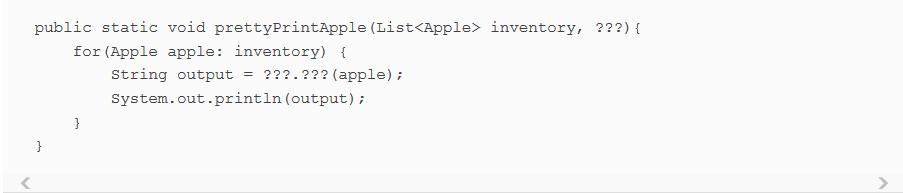 public static void prettyPrintApple(List<Apple> inventory, ???){
    for(Apple apple: inventory) {
        String output = ???.???(apple);
        System.out.println(output);
    }
}